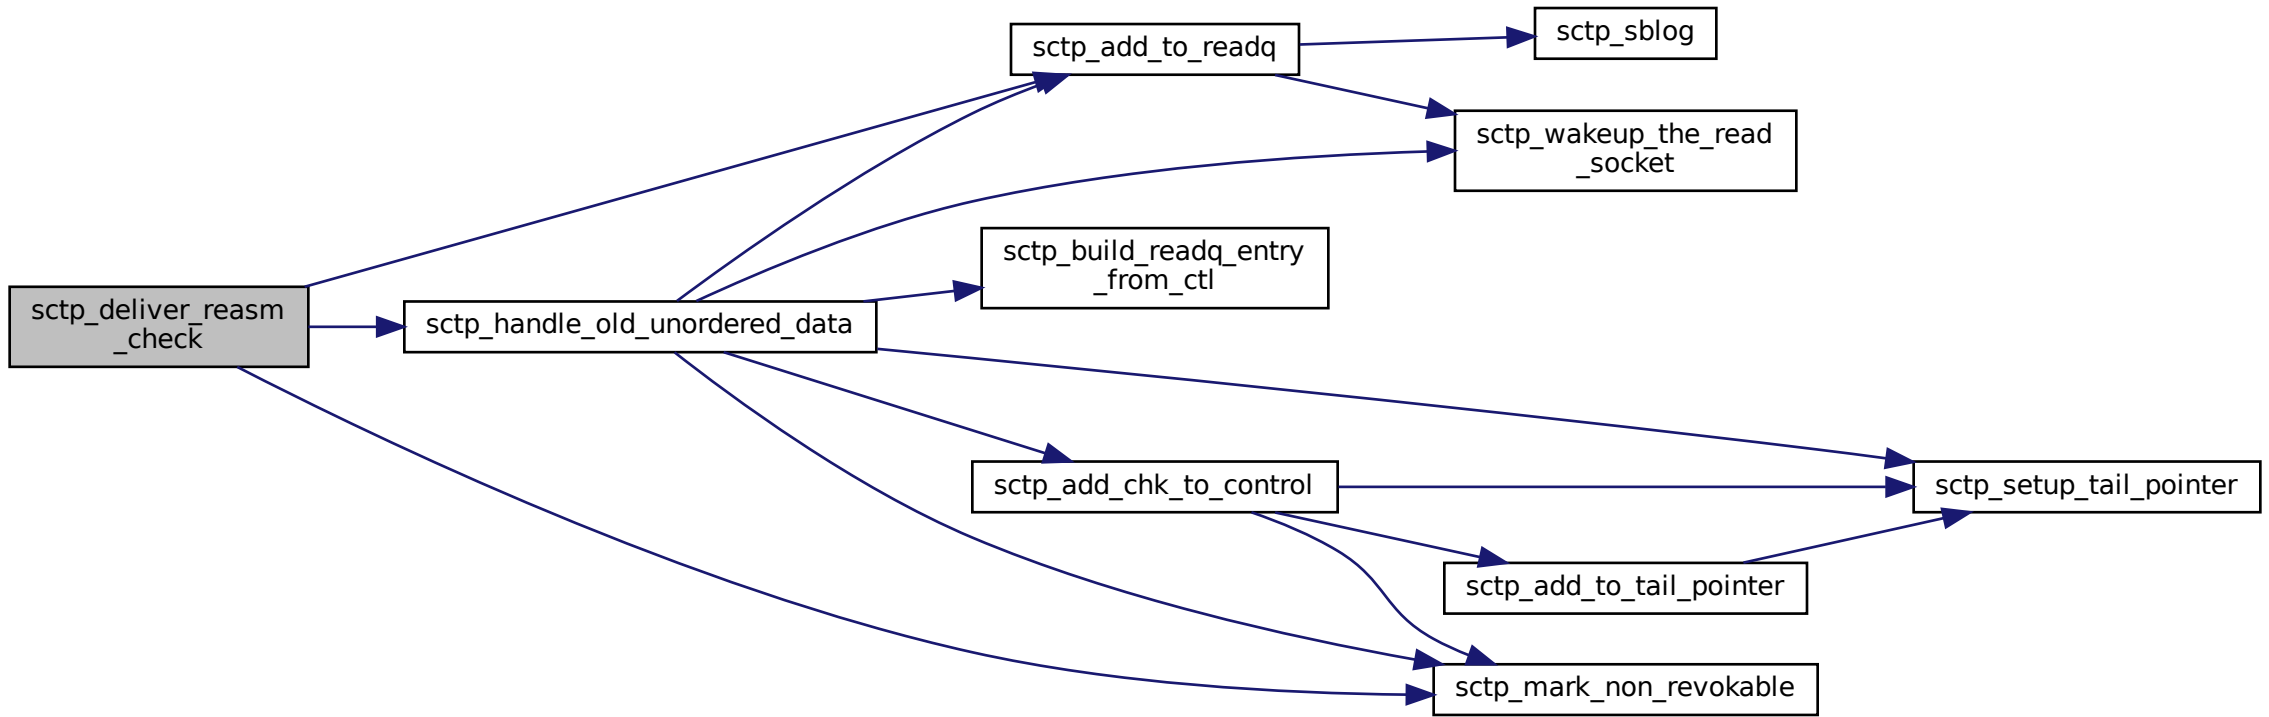 sctp_deliver_reasm
_check
sctp_handle_old_unordered_data
sctp_add_to_readq
sctp_build_readq_entry
_from_ctl
sctp_add_chk_to_control
sctp_sblog
sctp_wakeup_the_read
_socket
sctp_add_to_tail_pointer
sctp_mark_non_revokable
sctp_setup_tail_pointer